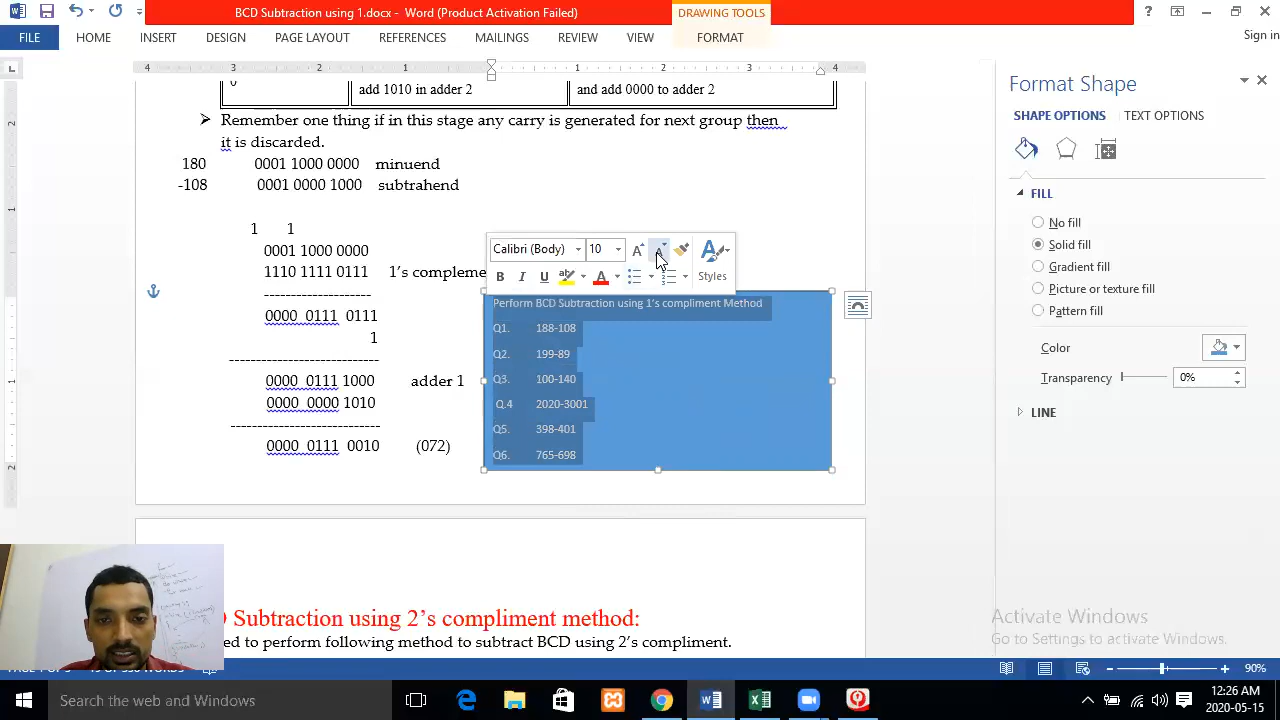 BCD Subtraction using 1.docx - Word (Product Activation Failed)
DRAWING TOOLS
FILE HOME INSERT DESIGN PAGE LAYOUT REFERENCES MAILINGS REVIEW VIEW FORMAT Sign in
4 3 2 1 1 2 3 4
0 add 1010 in adder 2 and add 0000 to adder 2
➢ Remember one thing if in this stage any carry is generated for next group then
it is discarded.
180 0001 1000 0000 minuend
-108 0001 0000 1000 subtrahend
1 1
0001 1000 0000
1110 1111 0111 1's compleme
--------------------
0000 0111 0111
1
----------------------------
0000 0111 1000 adder 1
0000 0000 1010
----------------------------
0000 0111 0010 (072)
Calibri (Body) 10
B I U Styles
Perform BCD Subtraction using 1's compliment Method
Q1. 188-108
Q2. 199-89
Q3. 100-140
Q.4 2020-3001
Q5. 398-401
Q6. 765-698
D Subtraction using 2's compliment method:
ed to perform following method to subtract BCD using 2's compliment.
Format Shape
SHAPE OPTIONS TEXT OPTIONS
FILL
No fill
Solid fill
Gradient fill
Picture or texture fill
Pattern fill
Color
Transparency 0%
LINE
Activate Windows
Go to Settings to activate Windows.
90%
Search the web and Windows
12:26 AM
2020-05-15